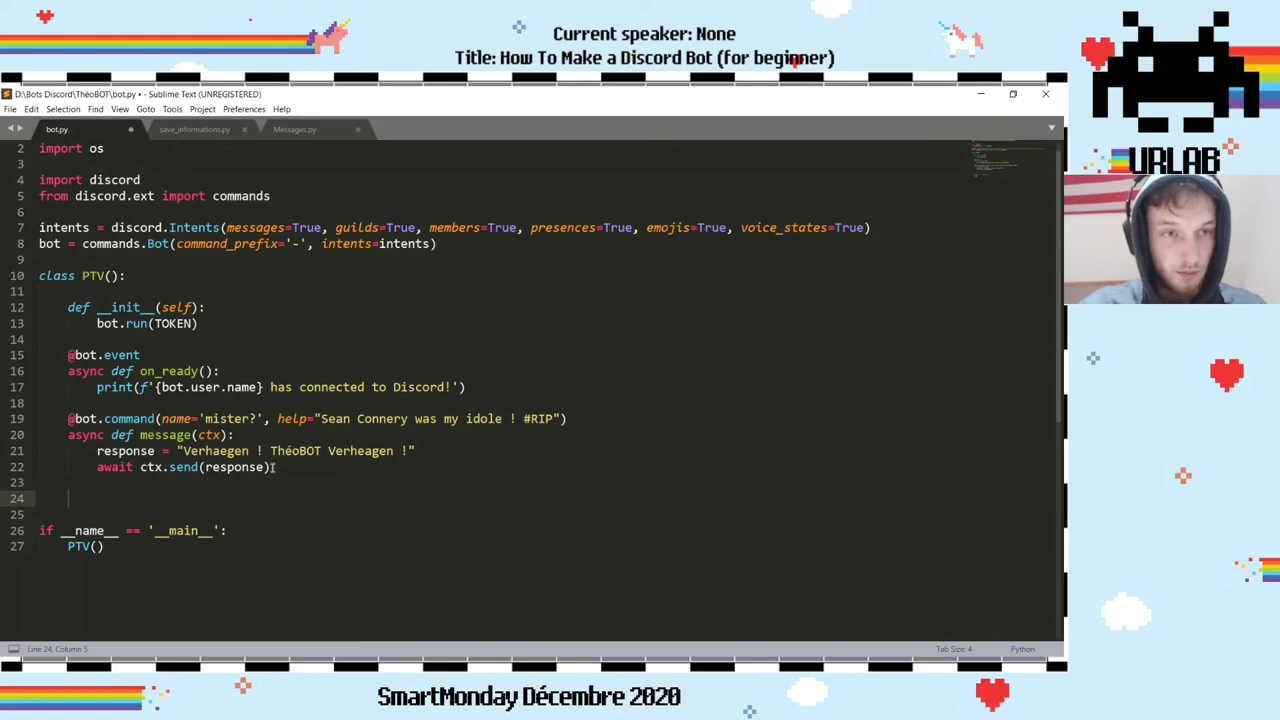 Current speaker: None
Title: How To Make a Discord Bot (for beginner)
D:\Bots Discord\ThéoBOT\bot.py • - Sublime Text (UNREGISTERED)
File Edit Selection Find View Goto Tools Project Preferences Help
bot.py save_informations.py Messages.py
URLAB
2 import os
3
4 import discord
5 from discord.ext import commands
6
7 intents = discord.Intents(messages=True, guilds=True, members=True, presences=True, emojis=True, voice_states=True)
8 bot = commands.Bot(command_prefix='-', intents=intents)
9
10 class PTV():
11
12 def __init__(self):
13 bot.run(TOKEN)
14
15 @bot.event
16 async def on_ready():
17 print(f'{bot.user.name} has connected to Discord!')
18
19 @bot.command(name='mister?', help="Sean Connery was my idole ! #RIP")
20 async def message(ctx):
21 response = "Verhaegen ! ThéoBOT Verheagen !"
22 await ctx.send(response)
23
24
25
26 if __name__ == '__main__':
27 PTV()
Line 24, Column 5 Tab Size: 4 Python
SmartMonday Décembre 2020